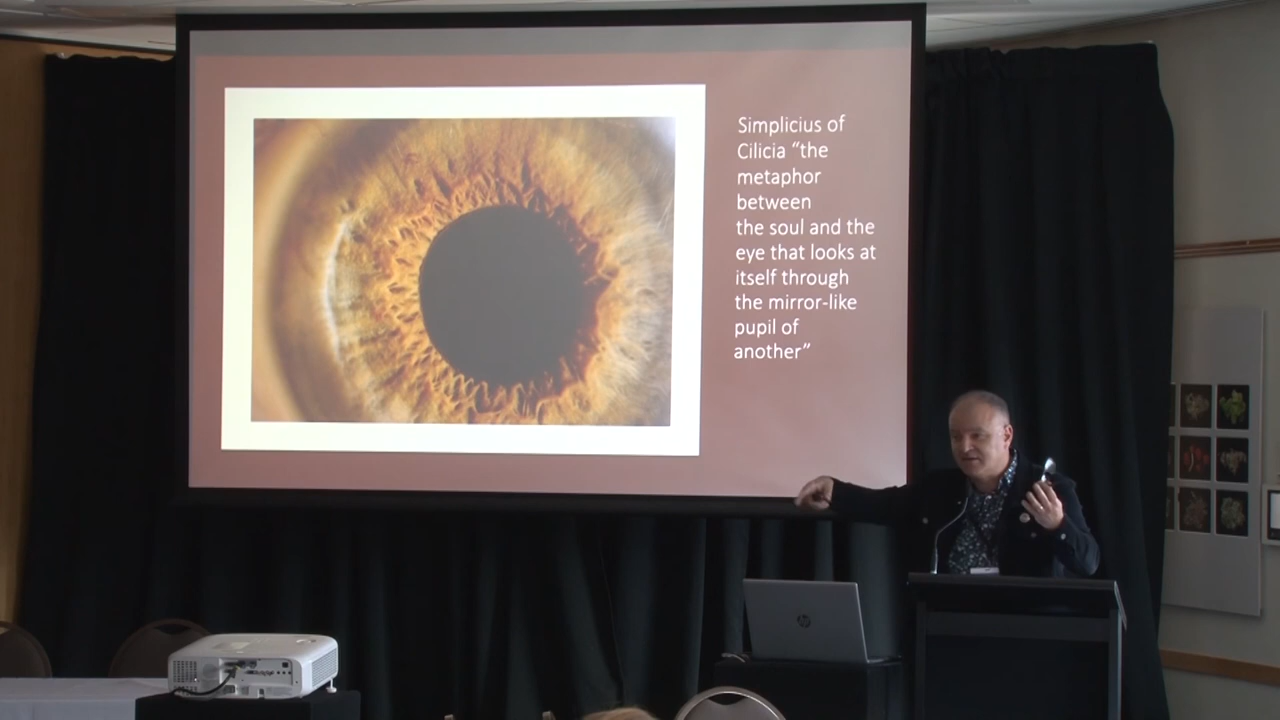 Simplicius of
Cilicia “the
metaphor
between
the soul and the
eye that looks at
itself through
the mirror-like
pupil of
another”